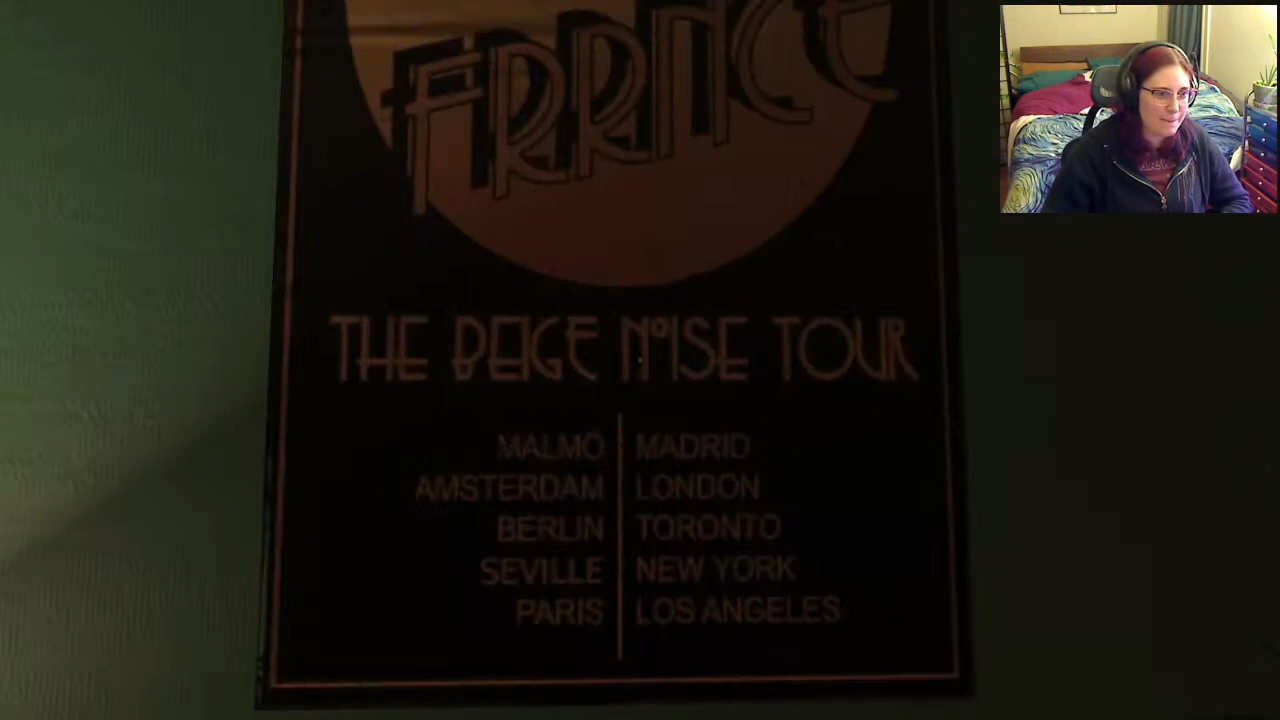 FRANCE
THE BEIGE NOISE TOUR
MALMÖ
AMSTERDAM
BERLIN
SEVILLE
PARIS
MADRID
LONDON
TORONTO
NEW YORK
LOS ANGELES